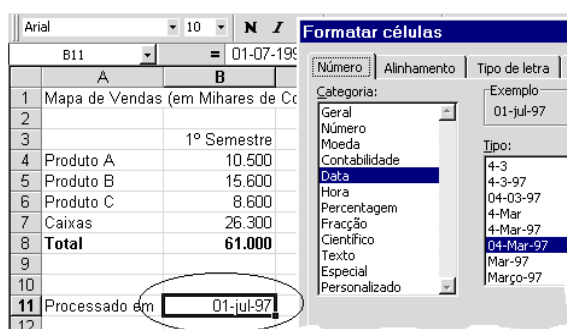 Arial 10 N I
B11 = 01-07-199
A B
1 Mapa de Vendas (em Mihares de Co
2
3 1º Semestre
4 Produto A 10.500
5 Produto B 15.600
6 Produto C 8.600
7 Caixas 26.300
8 Total 61.000
9
10
11 Processado em 01-jul-97
12
Formatar células
Número Alinhamento Tipo de letra
Categoria:
Geral
Número
Moeda
Contabilidade
Data
Hora
Percentagem
Fracção
Científico
Texto
Especial
Personalizado
Exemplo
01-jul-97
Tipo:
4-3
4-3-97
04-03-97
4-Mar
4-Mar-97
04-Mar-97
Mar-97
Março-97